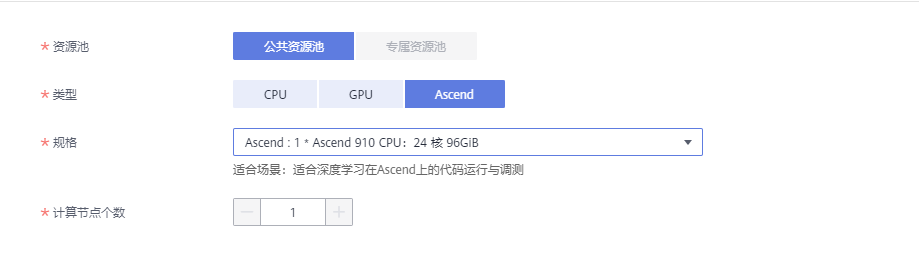 * 资源池 公共资源池 专属资源池
* 类型 CPU GPU Ascend
* 规格 Ascend : 1 * Ascend 910 CPU：24 核 96GiB
适合场景：适合深度学习在Ascend上的代码运行与调测
* 计算节点个数 1